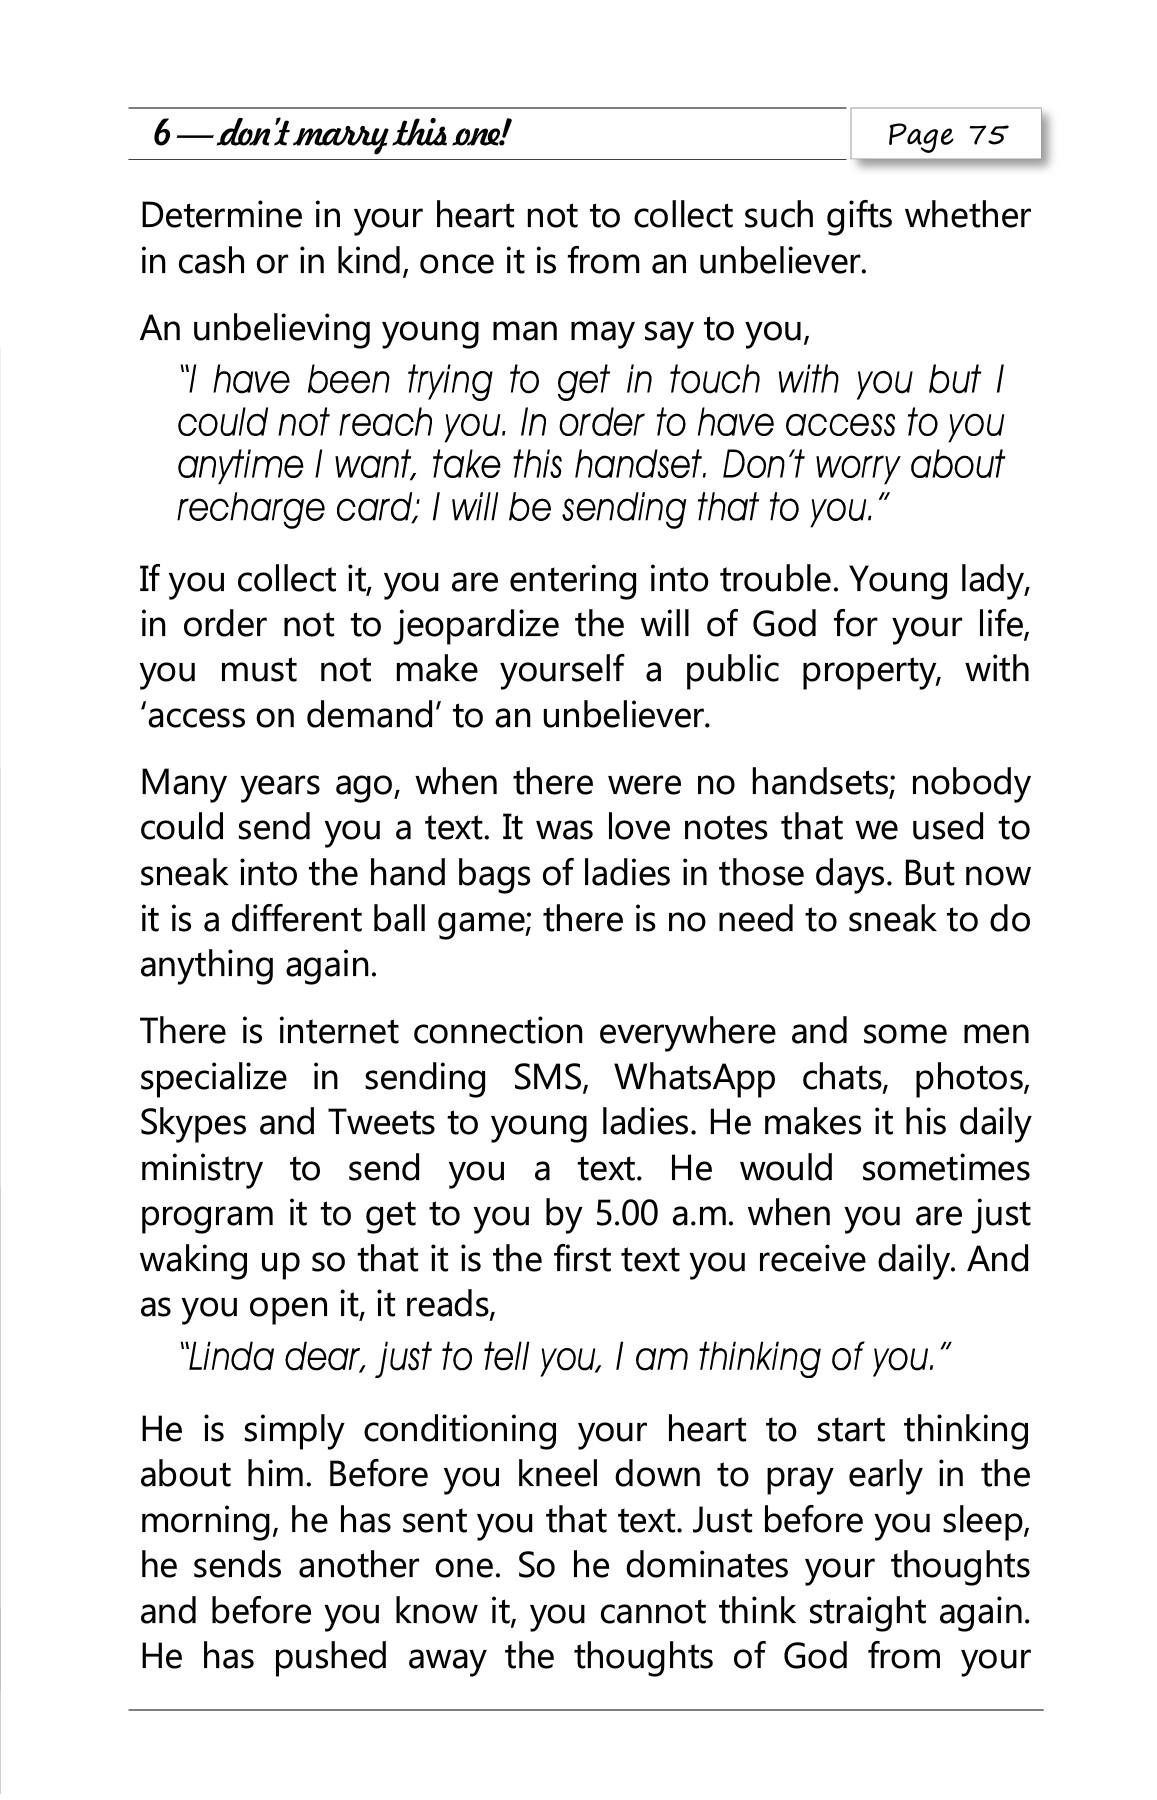 6 — don't marry this one!
Page 75
Determine in your heart not to collect such gifts whether
in cash or in kind, once it is from an unbeliever.
An unbelieving young man may say to you,
“I have been trying to get in touch with you but I
could not reach you. In order to have access to you
anytime I want, take this handset. Don’t worry about
recharge card; I will be sending that to you.”
If you collect it, you are entering into trouble. Young lady,
in order not to jeopardize the will of God for your life,
you must not make yourself a public property, with
‘access on demand’ to an unbeliever.
Many years ago, when there were no handsets; nobody
could send you a text. It was love notes that we used to
sneak into the hand bags of ladies in those days. But now
it is a different ball game; there is no need to sneak to do
anything again.
There is internet connection everywhere and some men
specialize in sending SMS, WhatsApp chats, photos,
Skypes and Tweets to young ladies. He makes it his daily
ministry to send you a text. He would sometimes
program it to get to you by 5.00 a.m. when you are just
waking up so that it is the first text you receive daily. And
as you open it, it reads,
“Linda dear, just to tell you, I am thinking of you.”
He is simply conditioning your heart to start thinking
about him. Before you kneel down to pray early in the
morning, he has sent you that text. Just before you sleep,
he sends another one. So he dominates your thoughts
and before you know it, you cannot think straight again.
He has pushed away the thoughts of God from your